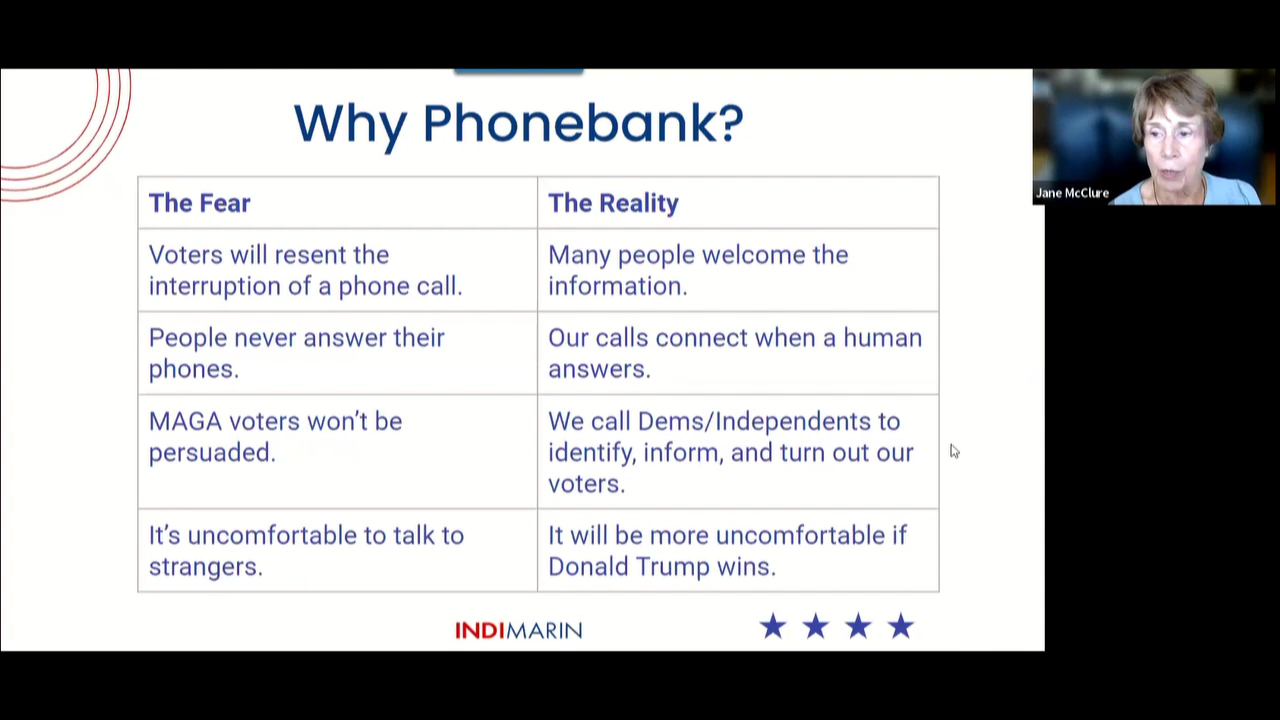 Why Phonebank?
The Fear
The Reality
Voters will resent the
interruption of a phone call.
Many people welcome the
information.
People never answer their
phones.
Our calls connect when a human
answers.
MAGA voters won’t be
persuaded.
We call Dems/Independents to
identify, inform, and turn out our
voters.
It’s uncomfortable to talk to
strangers.
It will be more uncomfortable if
Donald Trump wins.
INDIMARIN
Jane McClure